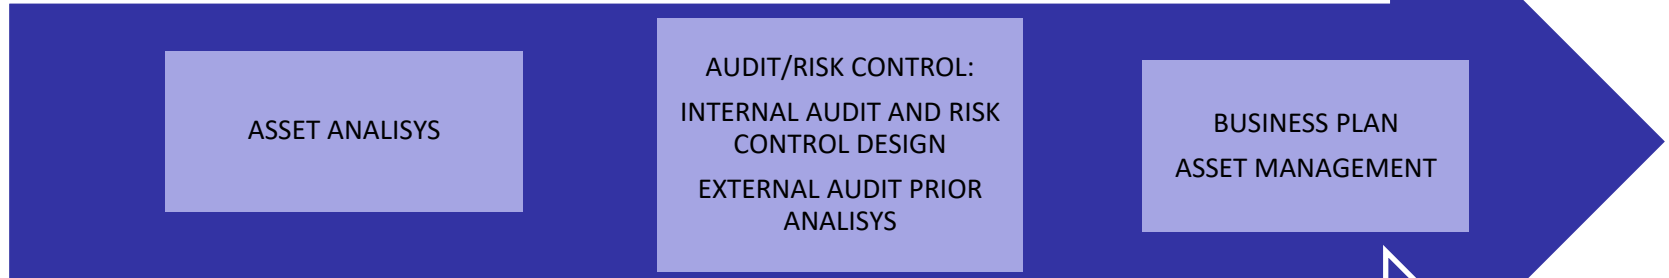 ASSET ANALISYS
AUDIT/RISK CONTROL:
INTERNAL AUDIT AND RISK
CONTROL DESIGN
EXTERNAL AUDIT PRIOR
ANALISYS
BUSINESS PLAN
ASSET MANAGEMENT